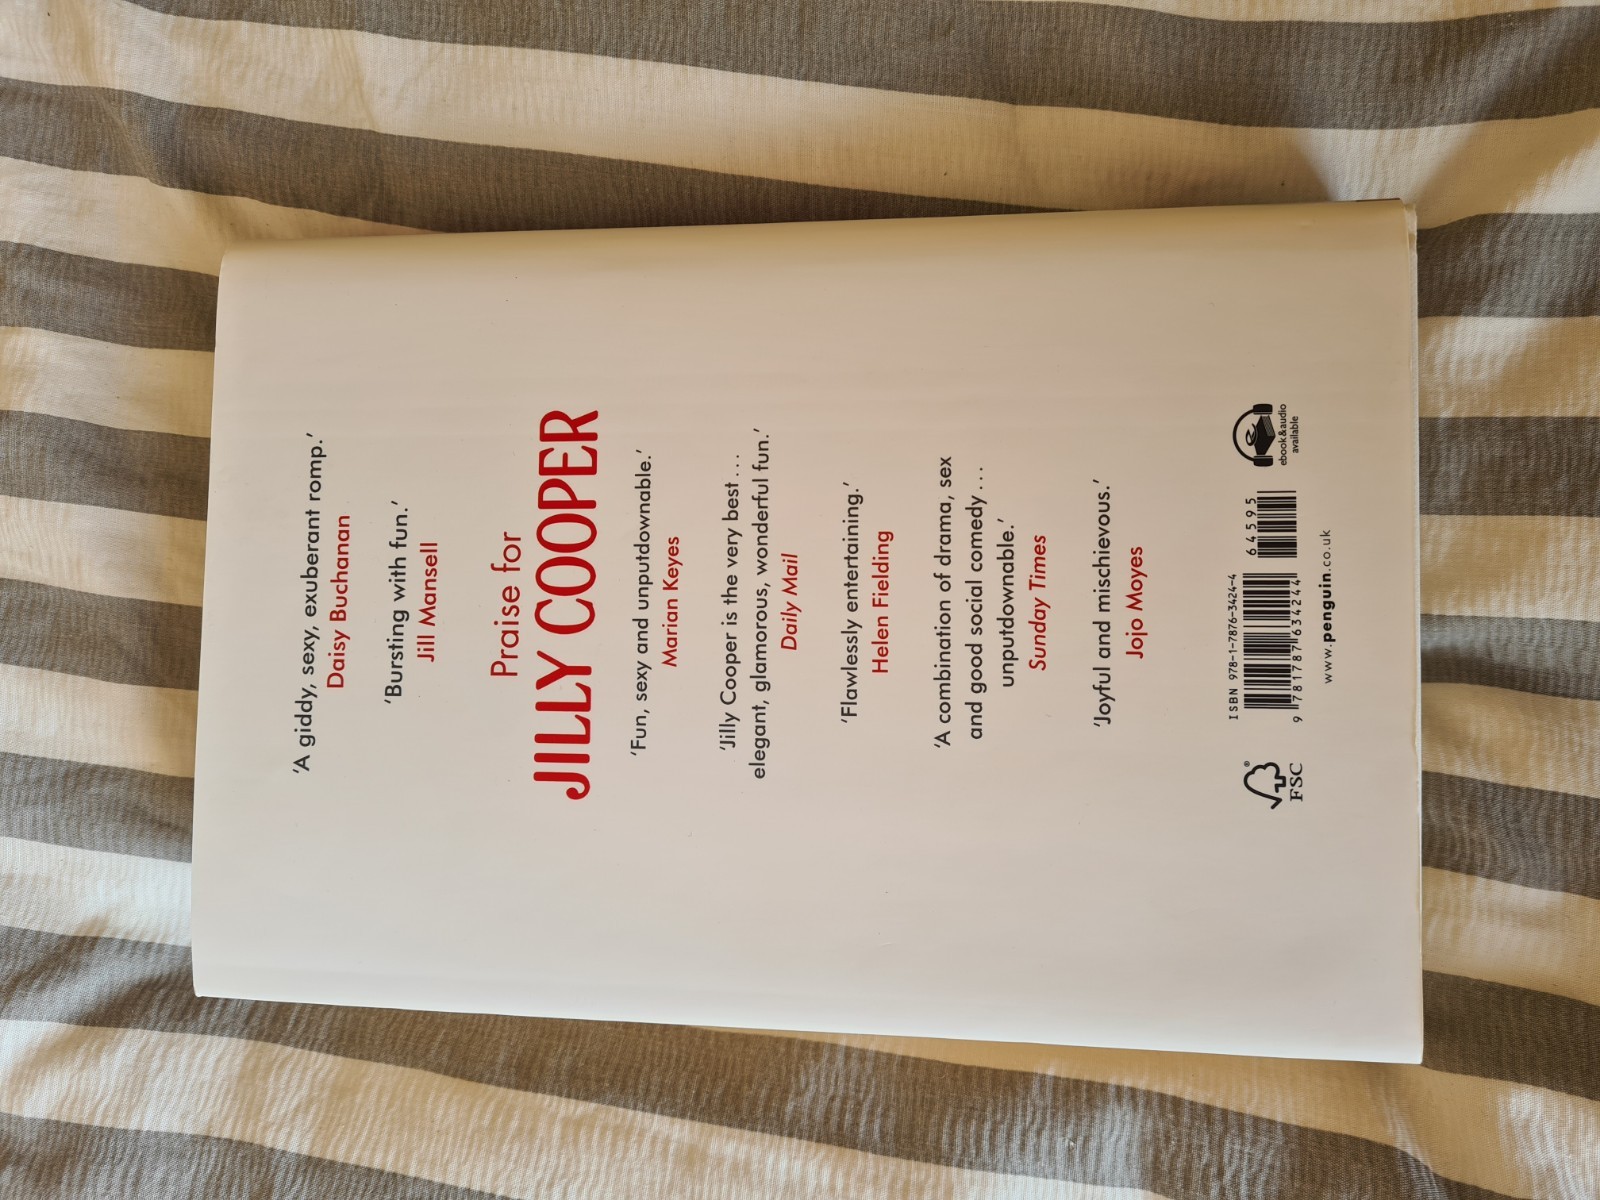 ‘A giddy, sexy, exuberant romp.’
Daisy Buchanan
‘Bursting with fun.’
Jill Mansell
Praise for
JILLY COOPER
‘Fun, sexy and unputdownable.’
Marian Keyes
‘Jilly Cooper is the very best . . .
elegant, glamorous, wonderful fun.’
Daily Mail
‘Flawlessly entertaining.’
Helen Fielding
‘A combination of drama, sex
and good social comedy . . .
unputdownable.’
Sunday Times
‘Joyful and mischievous.’
Jojo Moyes
FSC®
ISBN 978-1-7876-3424-4
64595
9 781787 634244
ebook&audio
available
www.penguin.co.uk